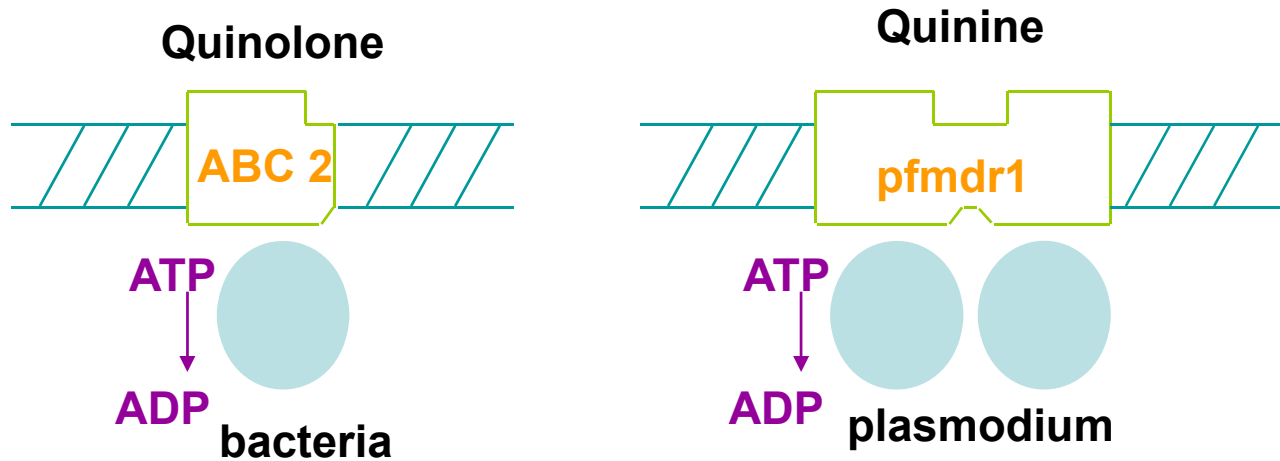 Quinolone
ABC 2
ATP
ADP
bacteria
Quinine
pfmdr1
ATP
ADP
plasmodium